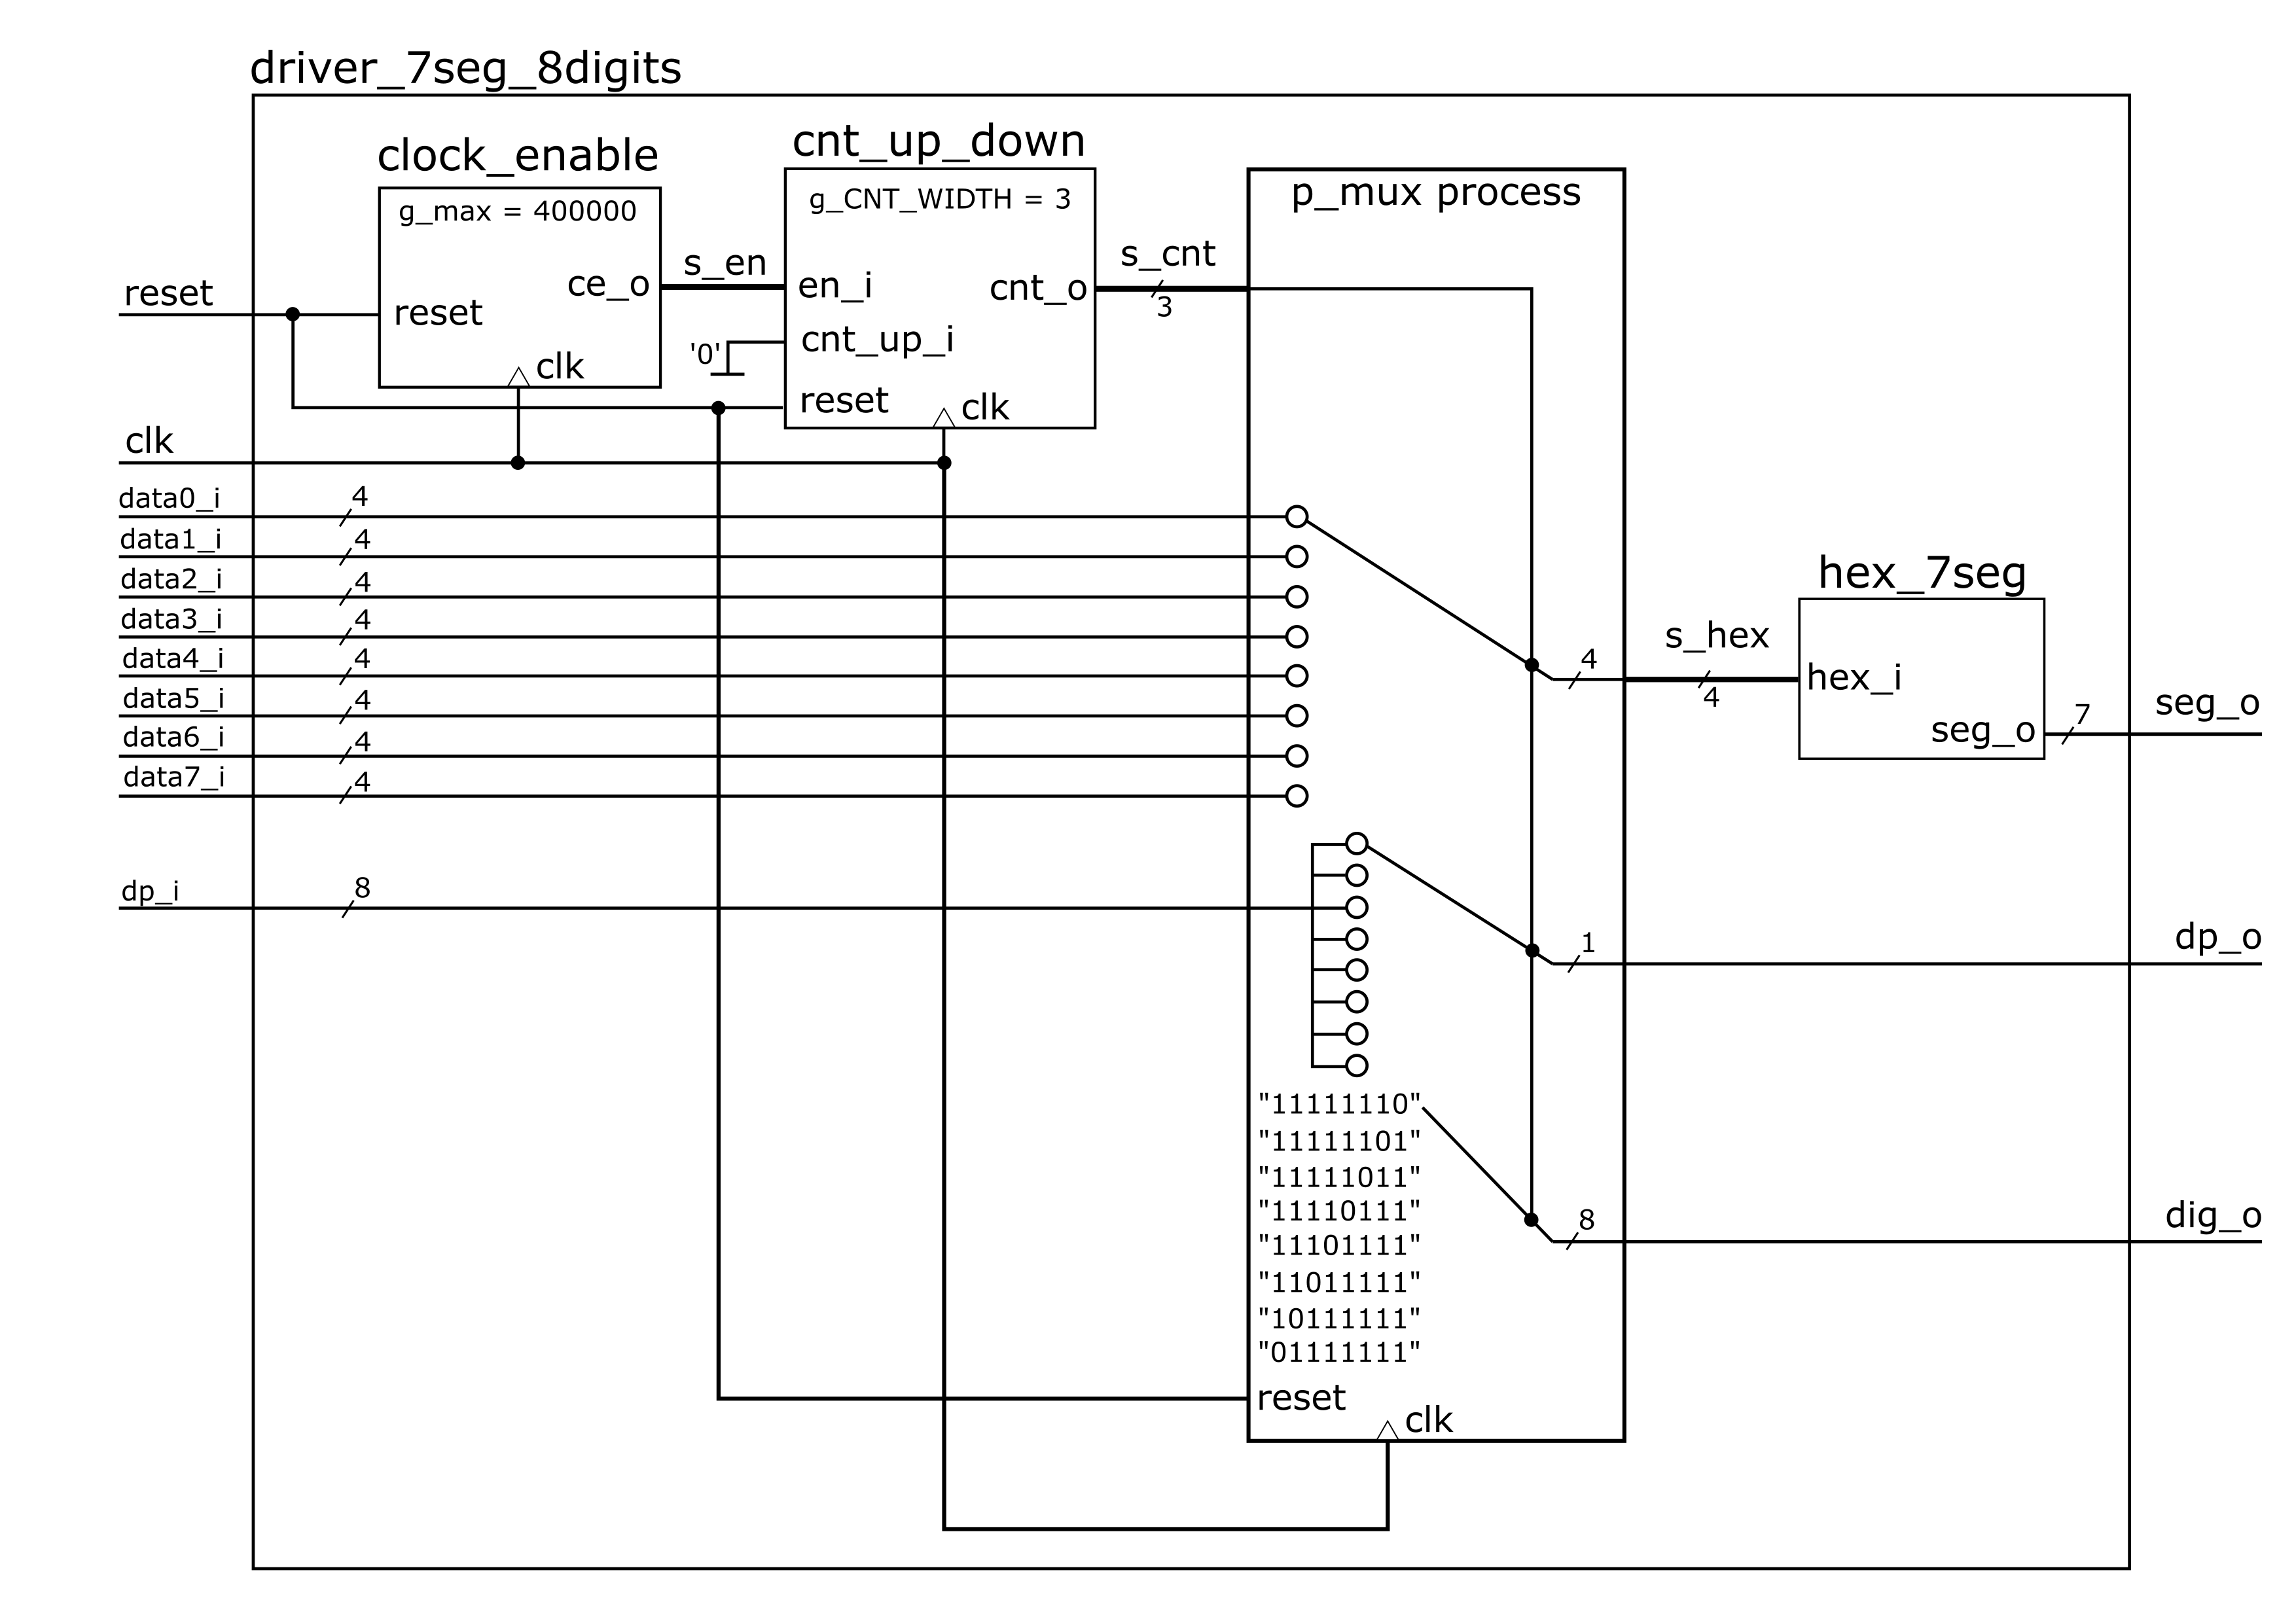 driver_7seg_8digits
clock_enable
g_max = 400000
reset
ce_o
clk
s_en
cnt_up_down
g_CNT_WIDTH = 3
en_i
cnt_o
cnt_up_i
'0'
reset
clk
s_cnt
3
p_mux process
reset
clk
data0_i
4
data1_i
4
data2_i
4
data3_i
4
data4_i
4
data5_i
4
data6_i
4
data7_i
4
dp_i
8
4
s_hex
4
hex_7seg
hex_i
seg_o
7
seg_o
1
dp_o
"11111110"
"11111101"
"11111011"
"11110111"
"11101111"
"11011111"
"10111111"
"01111111"
8
dig_o
reset
clk